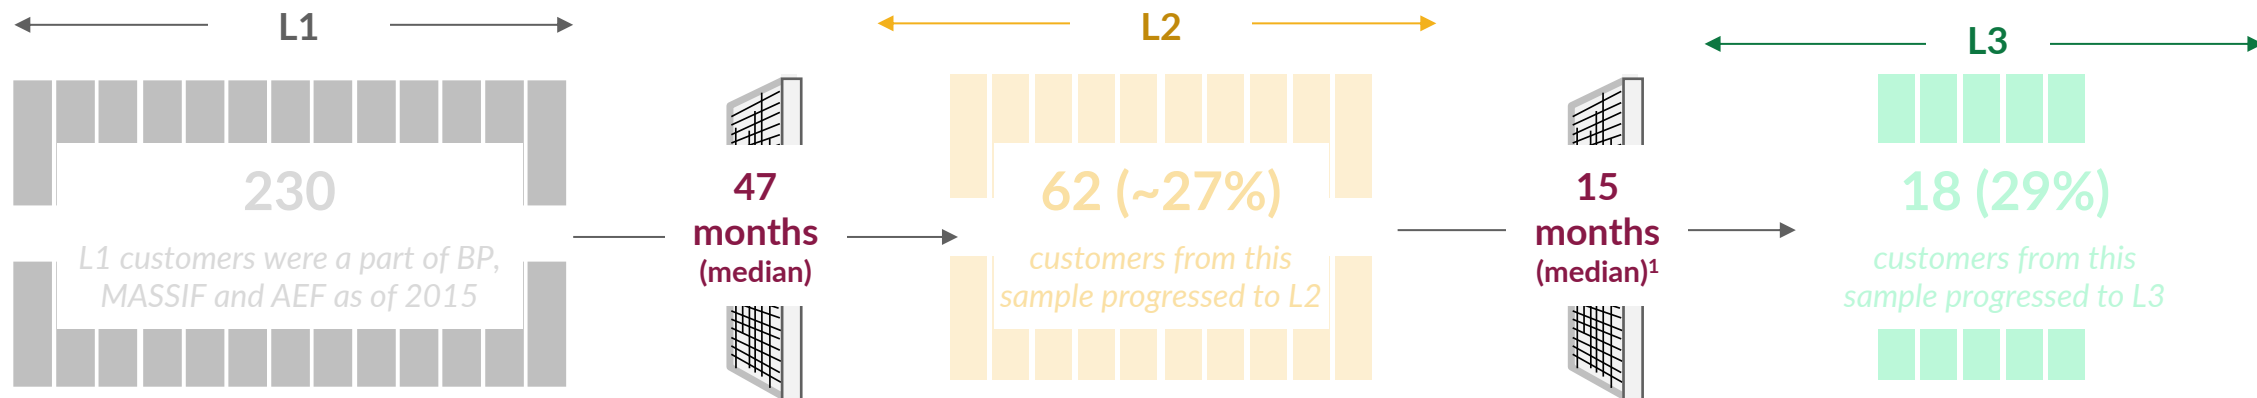 L1
L2
L3
230
L1 customers were a part of BP,
MASSIF and AEF as of 2015
47
months
(median)
62 (~27%)
customers from this
sample progressed to L2
15
months
(median)¹
18 (29%)
customers from this
sample progressed to L3